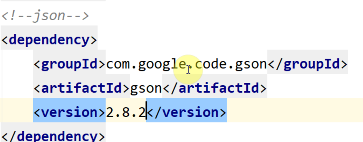 <!--json-->
<dependency>
<groupId>com.google.code.gson</groupId>
<artifactId>gson</artifactId>
<version>2.8.2</version>
</dependency>